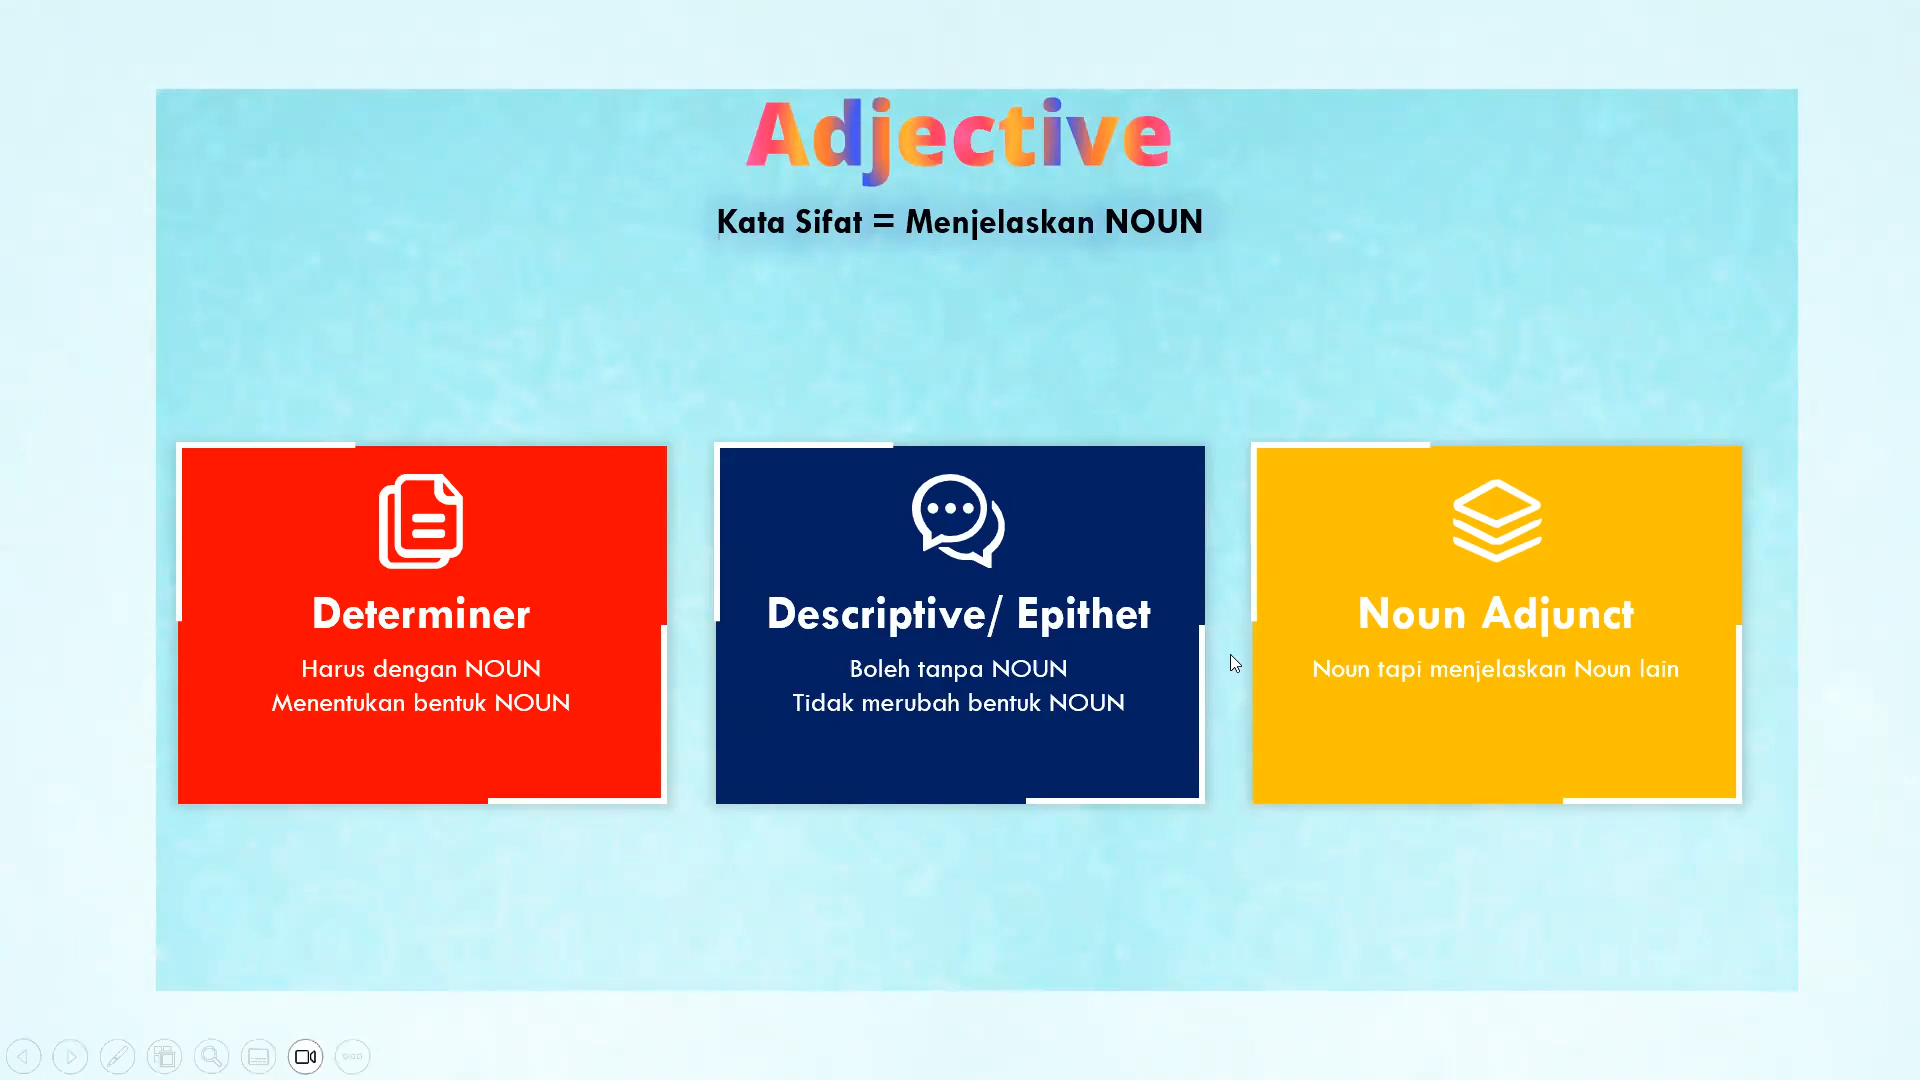 Adjective
Kata Sifat = Menjelaskan NOUN
Determiner
Harus dengan NOUN
Menentukan bentuk NOUN
Descriptive/ Epithet
Boleh tanpa NOUN
Tidak merubah bentuk NOUN
Noun Adjunct
Noun tapi menjelaskan Noun lain